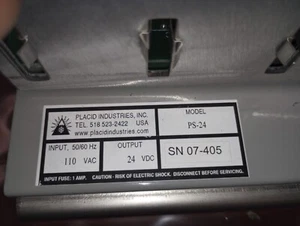 PLACID INDUSTRIES, INC.
TEL 518 523-2422 USA
www.placidindustries.com
MODEL
PS-24
INPUT, 50/60 Hz
110 VAC
OUTPUT
24 VDC
SN 07-405
INPUT FUSE: 1 AMP. CAUTION - RISK OF ELECTRIC SHOCK. DISCONNECT BEFORE SERVICING.